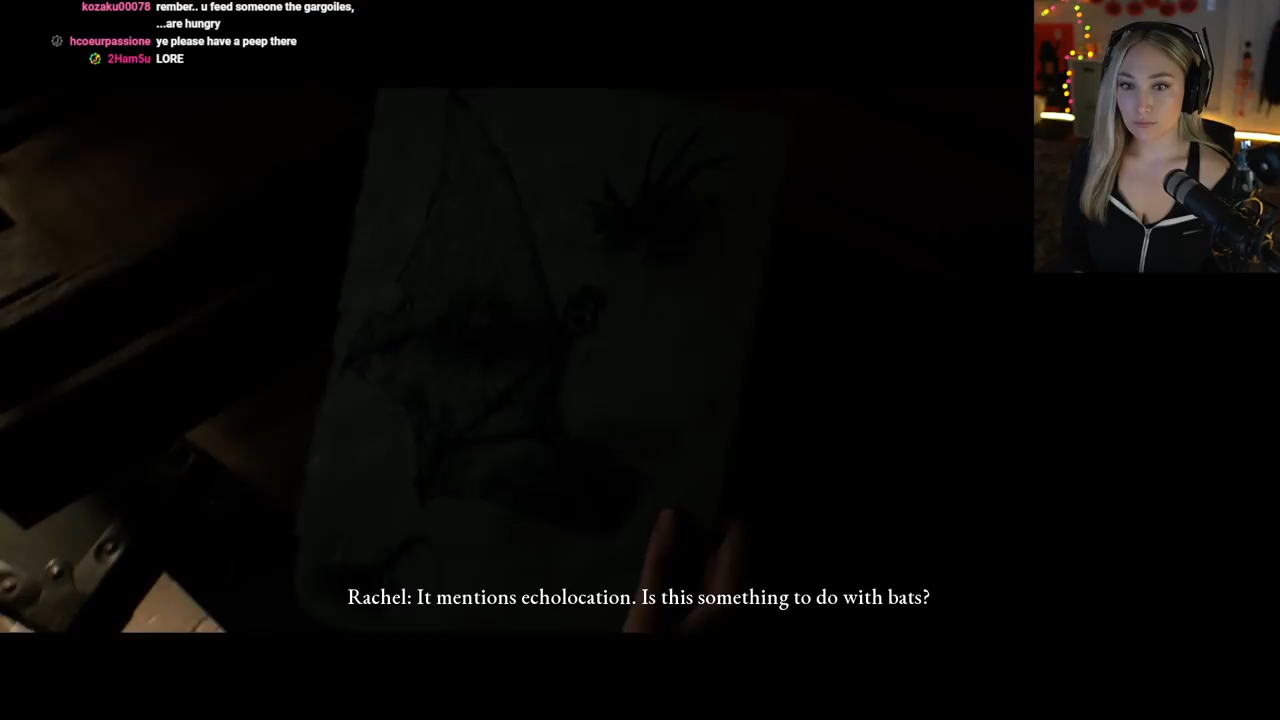 kozaku00078 rember.. u feed someone the gargoiles,
...are hungry
hcoeurpassione ye please have a peep there
2Ham5u LORE
Rachel: It mentions echolocation. Is this something to do with bats?